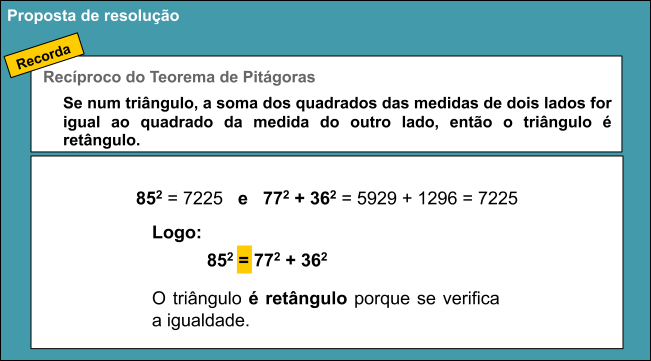 Proposta de resolução
Recorda
Recíproco do Teorema de Pitágoras
Se num triângulo, a soma dos quadrados das medidas de dois lados for
igual ao quadrado da medida do outro lado, então o triângulo é
retângulo.
85² = 7225 e 77² + 36² = 5929 + 1296 = 7225
Logo:
85² = 77² + 36²
O triângulo é retângulo porque se verifica
a igualdade.